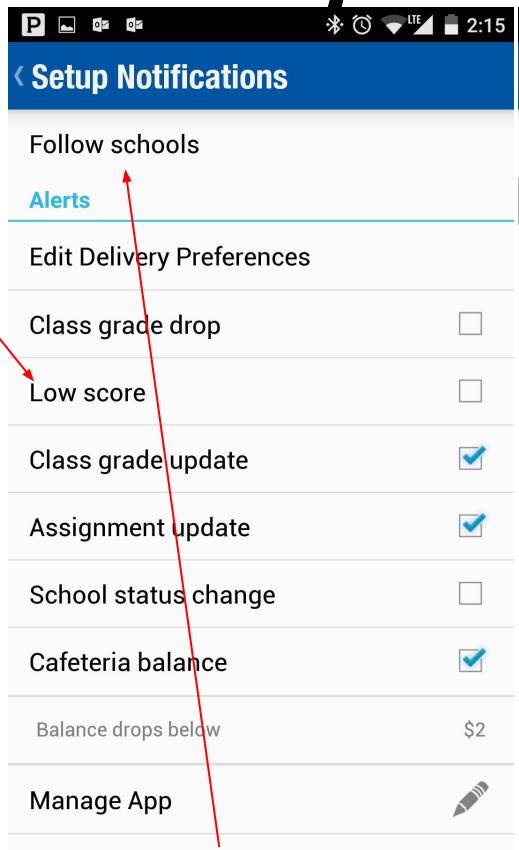 P LTE 2:15
Setup Notifications
Follow schools
Alerts
Edit Delivery Preferences
Class grade drop
Low score
Class grade update
Assignment update
School status change
Cafeteria balance
Balance drops below $2
Manage App